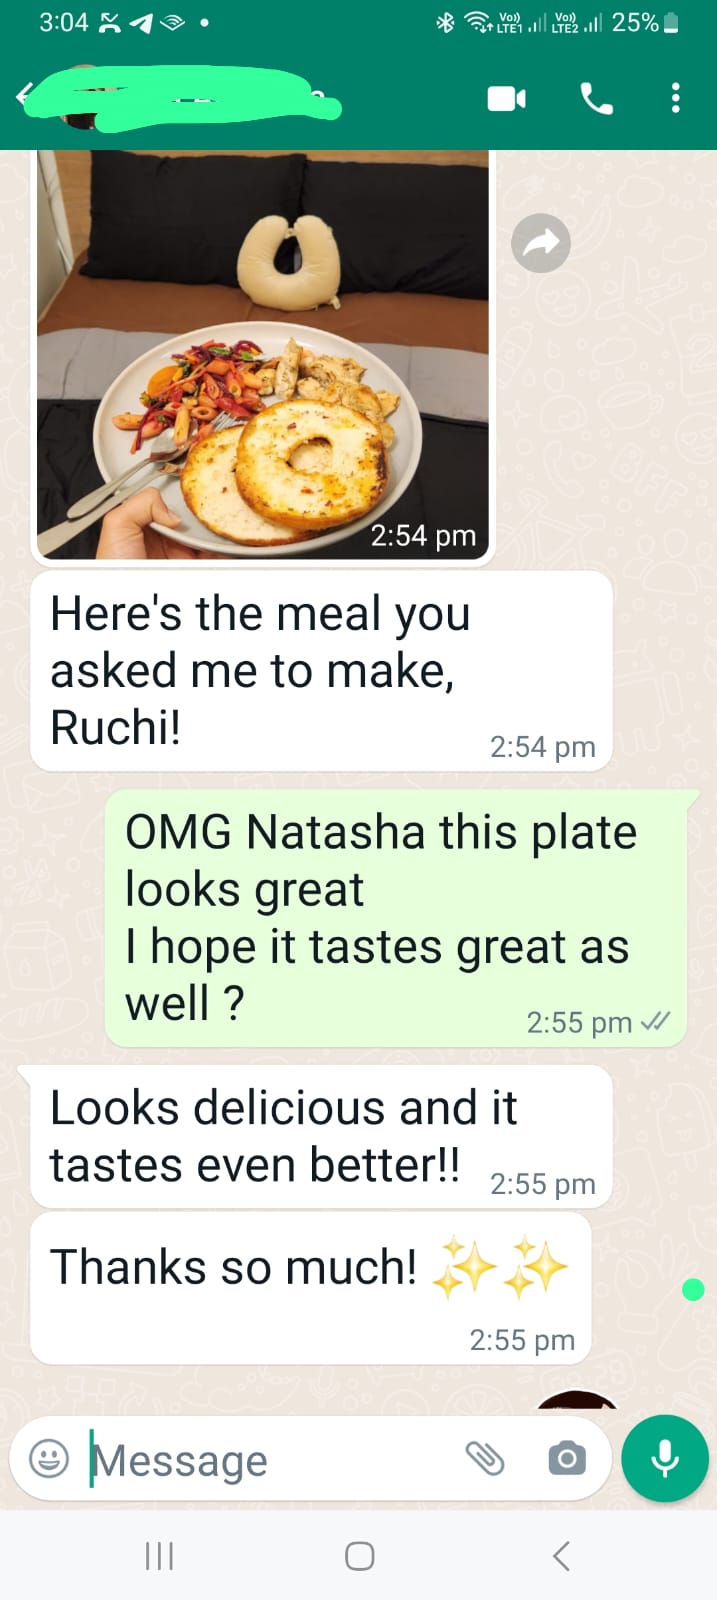 3:04 Vo)) LTE1 Vo)) LTE2 25%
2:54 pm
Here's the meal you
asked me to make,
Ruchi!
2:54 pm
OMG Natasha this plate
looks great
I hope it tastes great as
well ?
2:55 pm
Looks delicious and it
tastes even better!!
2:55 pm
Thanks so much! ✨✨
2:55 pm
Message